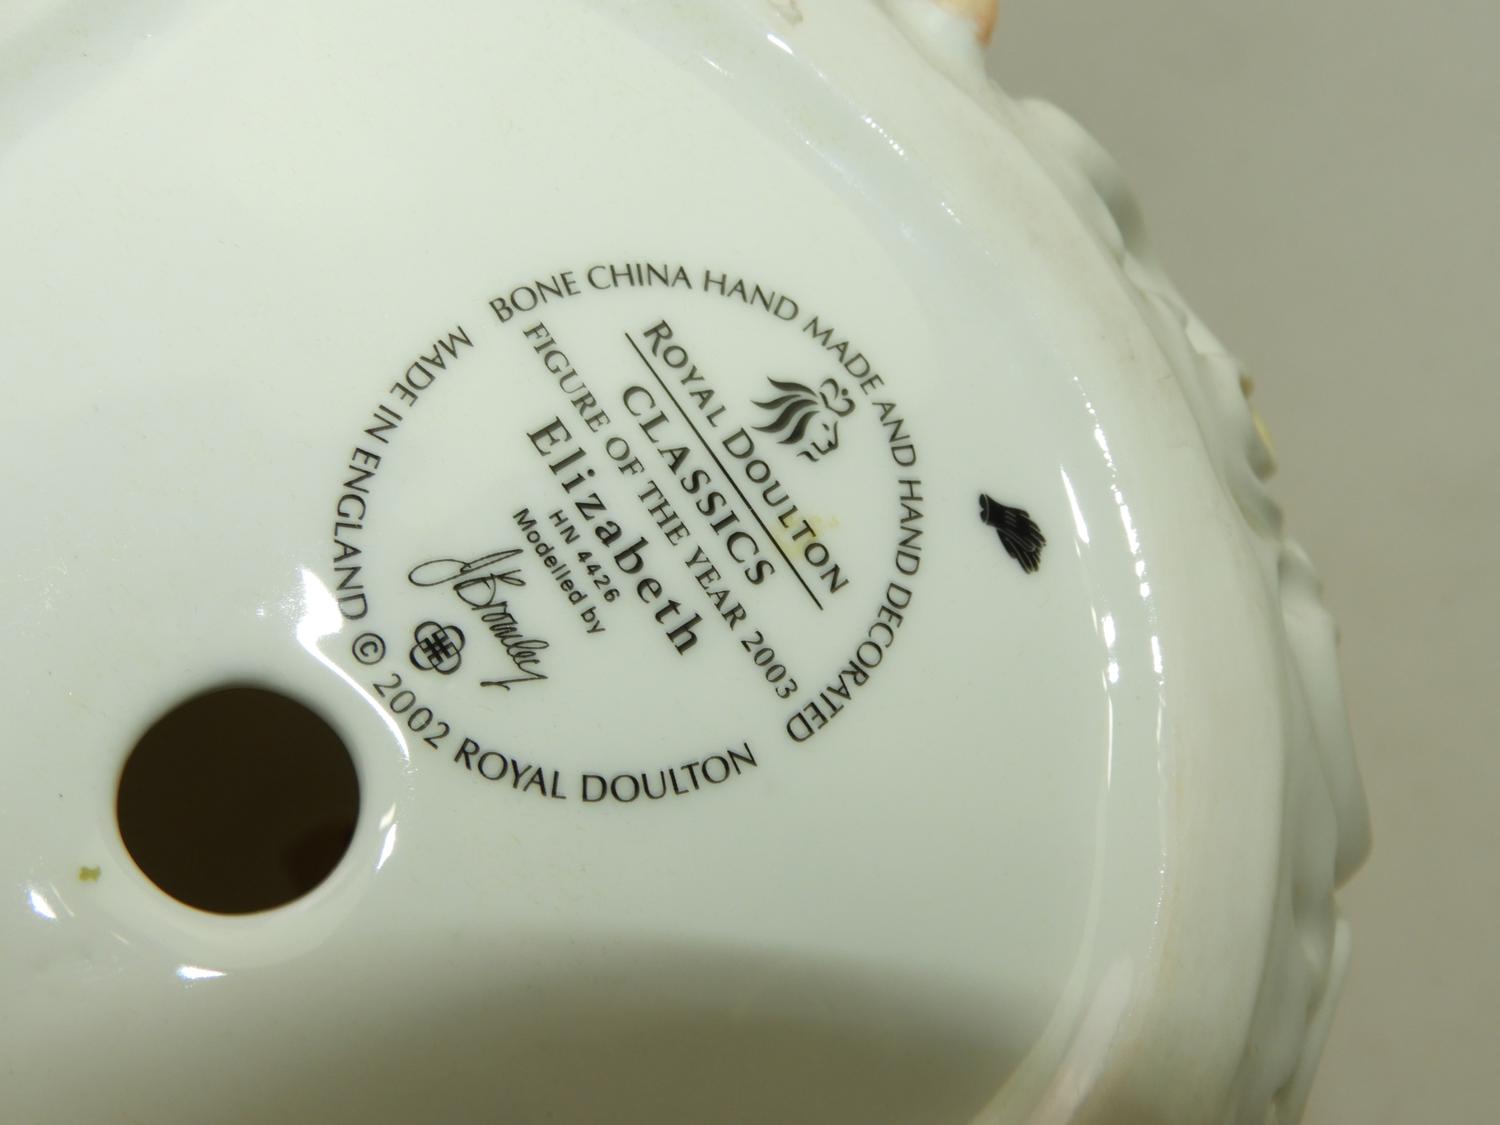 BONE CHINA HAND MADE AND HAND DECORATED
ROYAL DOULTON
CLASSICS
FIGURE OF THE YEAR 2003
Elizabeth
HN 4426
Modelled by
J Bromley
MADE IN ENGLAND © 2002 ROYAL DOULTON